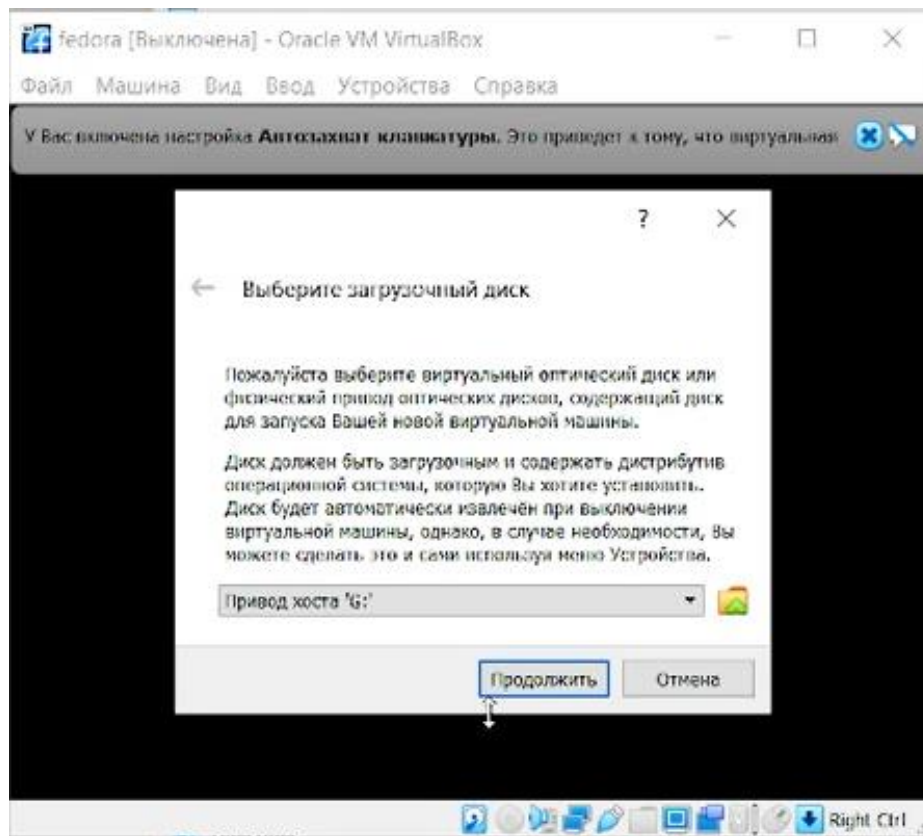 fedora [Выключена] - Oracle VM VirtualBox
Файл Машина Вид Ввод Устройства Справка
У Вас включена настройка Автозахват клавиатуры. Это приведет к тому, что виртуальная
?
Выберите загрузочный диск
Пожалуйста выберите виртуальный оптический диск или
физический привод оптических дисков, содержащий диск
для запуска Вашей новой виртуальной машины.
Диск должен быть загрузочным и содержать дистрибутив
операционной системы, которую Вы хотите установить.
Диск будет автоматически извлечён при выключении
виртуальной машины, однако, в случае необходимости, Вы
можете сделать это и сами используя меню Устройства.
Привод хоста 'G:'
Продолжить Отмена
Right Ctrl